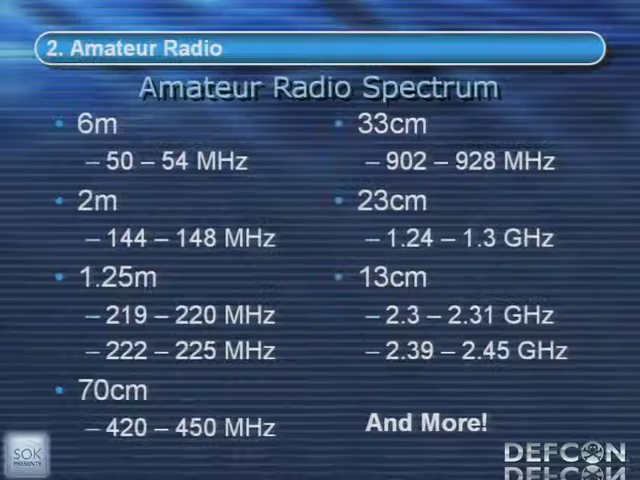 2. Amateur Radio
Amateur Radio Spectrum
• 6m
– 50 – 54 MHz
• 2m
– 144 – 148 MHz
• 1.25m
– 219 – 220 MHz
– 222 – 225 MHz
• 70cm
– 420 – 450 MHz
• 33cm
– 902 – 928 MHz
• 23cm
– 1.24 – 1.3 GHz
• 13cm
– 2.3 – 2.31 GHz
– 2.39 – 2.45 GHz
And More!
SOK
PRESENTE
DEFCON